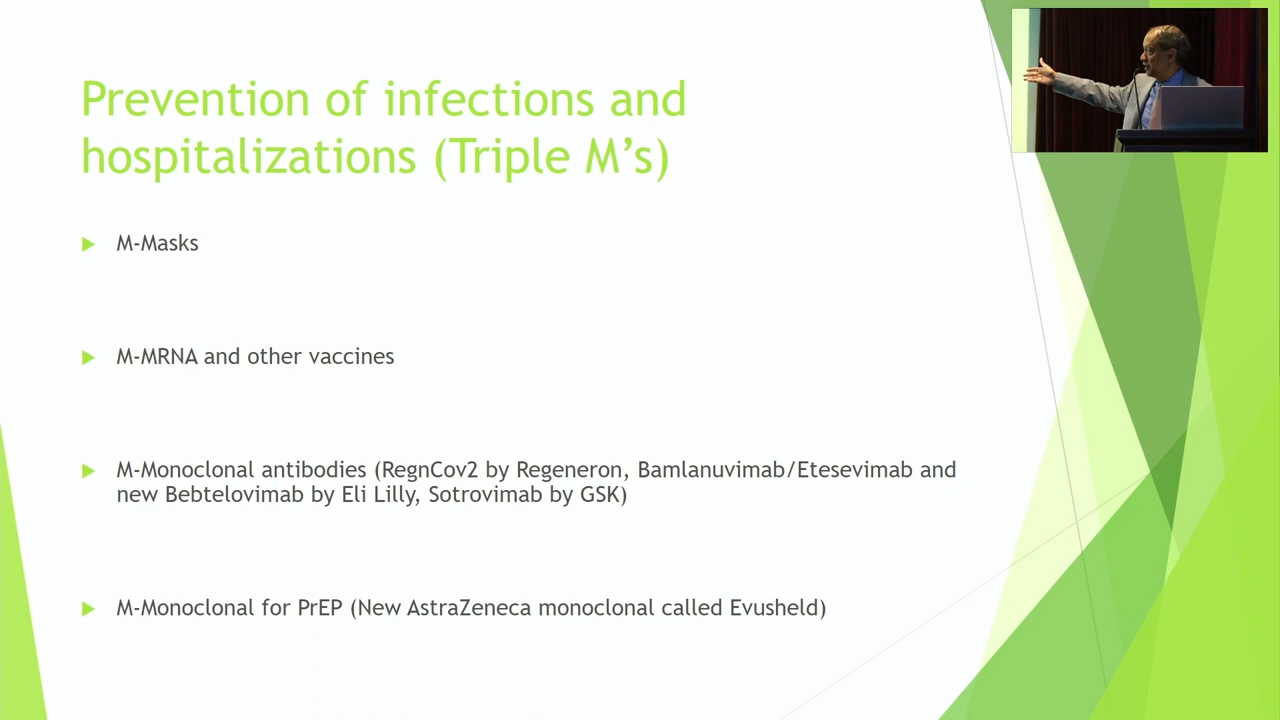 Prevention of infections and
hospitalizations (Triple M’s)
M-Masks
M-MRNA and other vaccines
M-Monoclonal antibodies (RegnCov2 by Regeneron, Bamlanuvimab/Etesevimab and
new Bebtelovimab by Eli Lilly, Sotrovimab by GSK)
M-Monoclonal for PrEP (New AstraZeneca monoclonal called Evusheld)